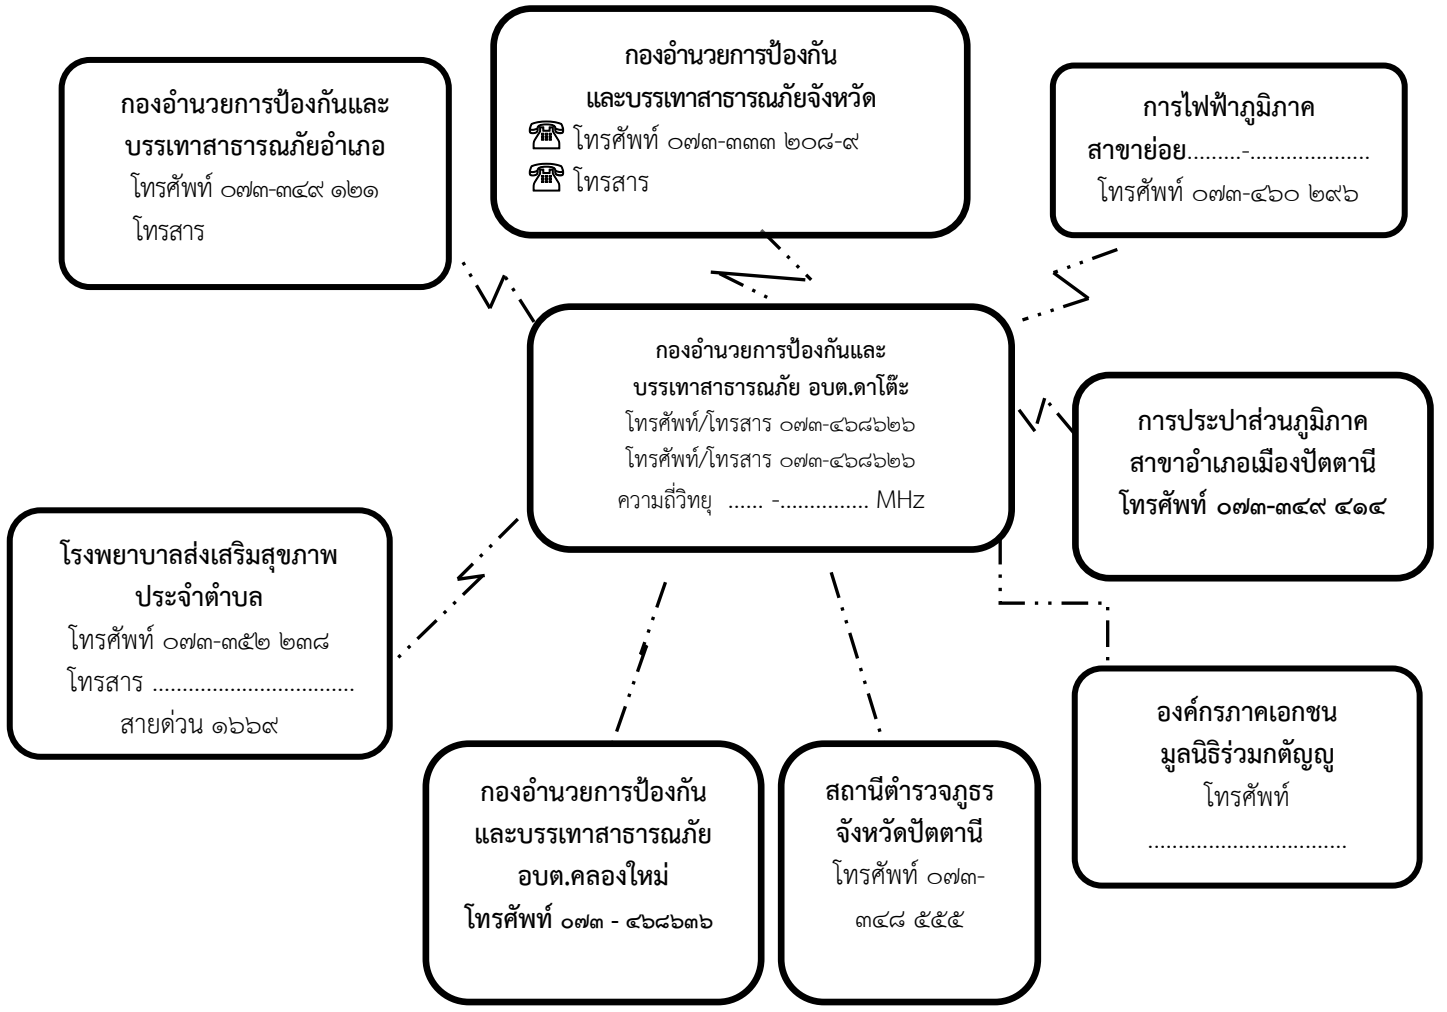 กองอำนวยการป้องกัน
และบรรเทาสาธารณภัยจังหวัด
โทรศัพท์ ๐๗๓-๓๓๓ ๒๐๘-๙
โทรสาร
กองอำนวยการป้องกันและ
บรรเทาสาธารณภัยอำเภอ
โทรศัพท์ ๐๗๓-๓๔๙ ๑๒๑
โทรสาร
การไฟฟ้าภูมิภาค
สาขาย่อย.........-....................
โทรศัพท์ ๐๗๓-๔๖๐ ๒๙๖
กองอำนวยการป้องกันและ
บรรเทาสาธารณภัย อบต.ดาโต๊ะ
โทรศัพท์/โทรสาร ๐๗๓-๔๖๘๖๒๖
โทรศัพท์/โทรสาร ๐๗๓-๔๖๘๖๒๖
ความถี่วิทยุ ...... -............... MHz
การประปาส่วนภูมิภาค
สาขาอำเภอเมืองปัตตานี
โทรศัพท์ ๐๗๓-๓๔๙ ๔๑๔
โรงพยาบาลส่งเสริมสุขภาพ
ประจำตำบล
โทรศัพท์ ๐๗๓-๓๕๒ ๒๓๘
โทรสาร ..................................
สายด่วน ๑๖๖๙
กองอำนวยการป้องกัน
และบรรเทาสาธารณภัย
อบต.คลองใหม่
โทรศัพท์ ๐๗๓ - ๔๖๘๖๓๖
สถานีตำรวจภูธร
จังหวัดปัตตานี
โทรศัพท์ ๐๗๓-
๓๔๘ ๕๕๕
องค์กรภาคเอกชน
มูลนิธิร่วมกตัญญู
โทรศัพท์
.................................